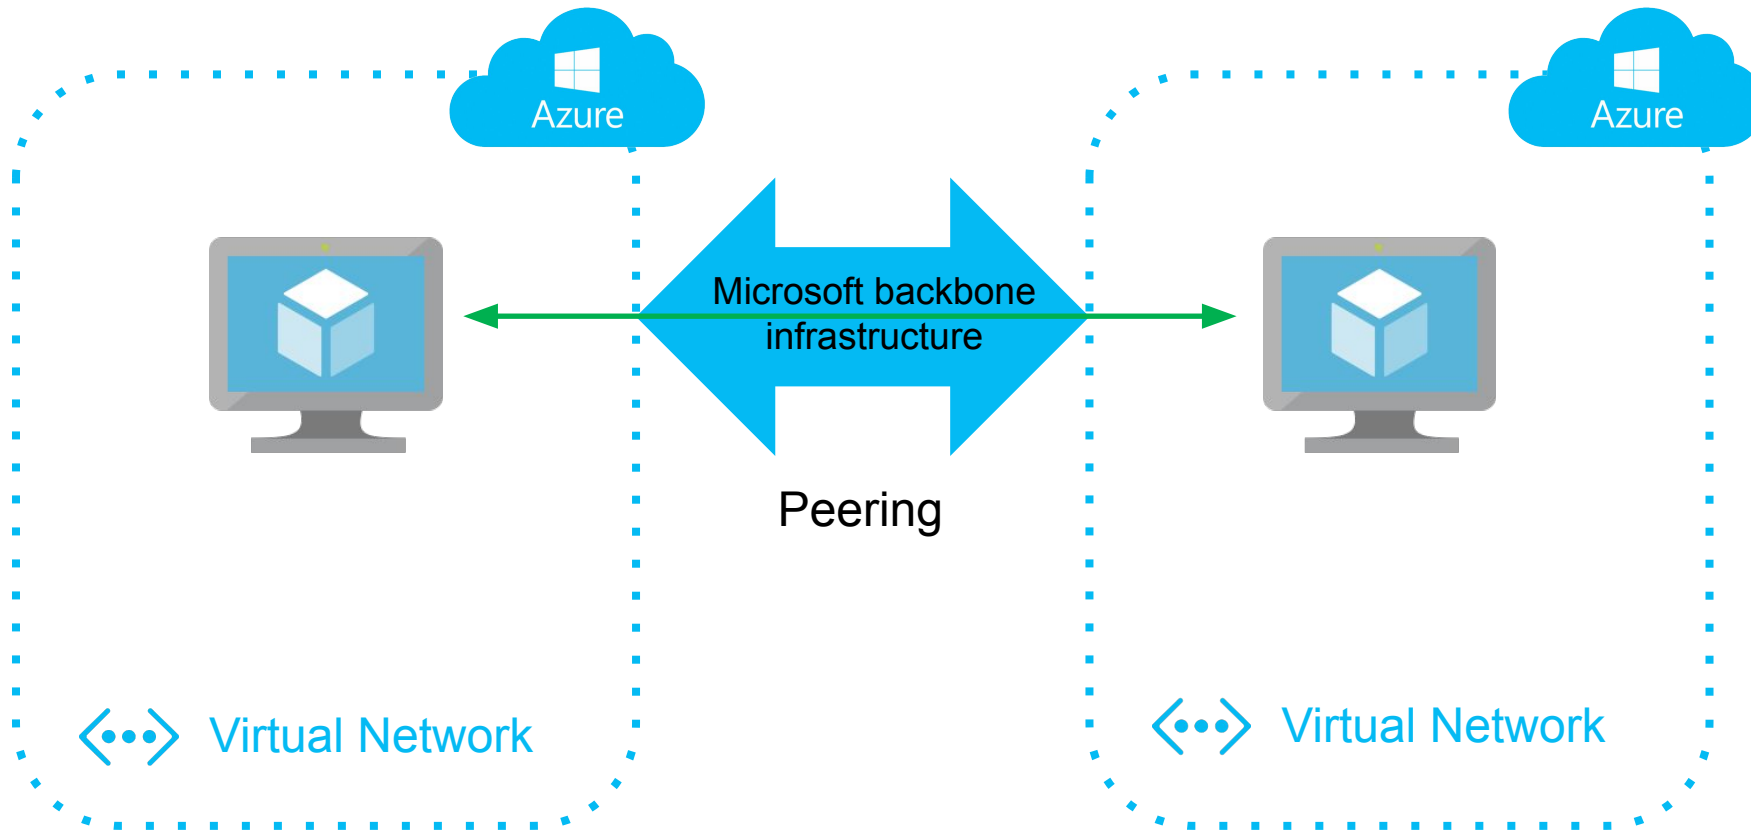 Azure
Azure
Microsoft backbone
infrastructure
Peering
Virtual Network
Virtual Network